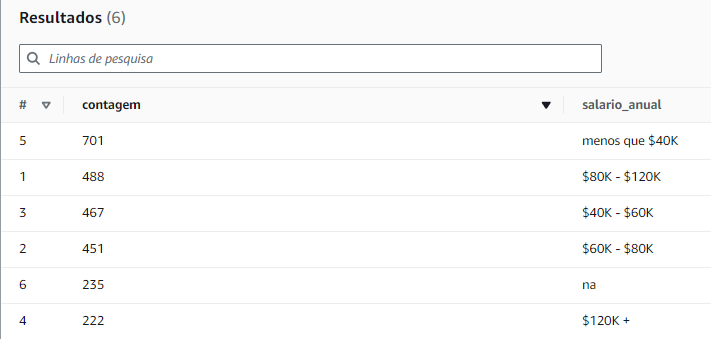 Resultados (6)
Linhas de pesquisa
# contagem salario_anual
5 701 menos que $40K
1 488 $80K - $120K
3 467 $40K - $60K
2 451 $60K - $80K
6 235 na
4 222 $120K +